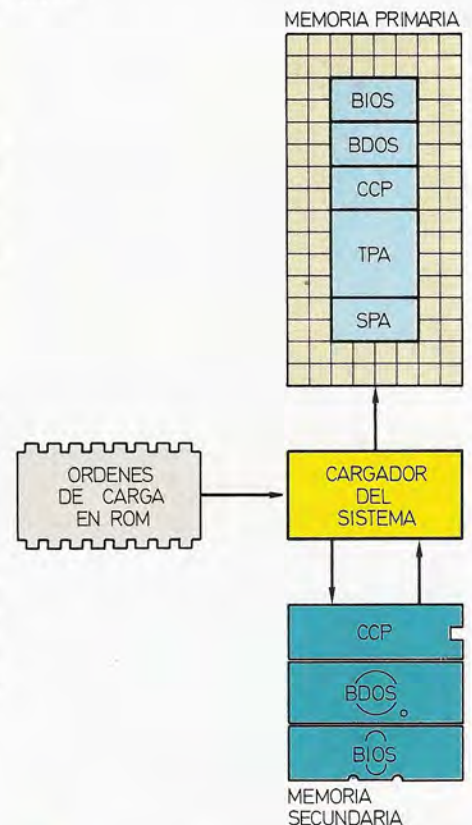 MEMORIA PRIMARIA
BIOS
BDOS
CCP
TPA
SPA
ORDENES
DE CARGA
EN ROM
CARGADOR
DEL
SISTEMA
CCP
BDOS
BIOS
MEMORIA
SECUNDARIA